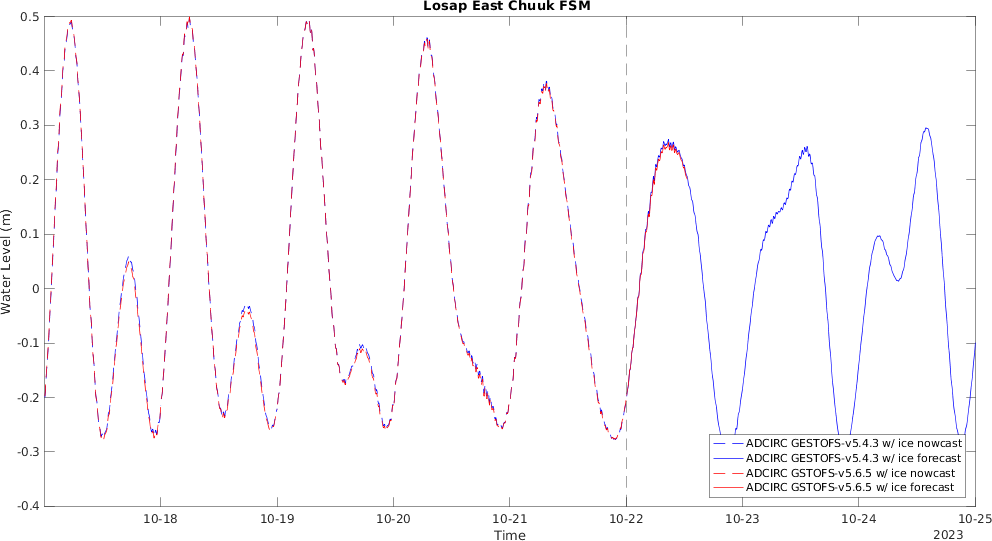 Losap East Chuuk FSM
0.5
0.4
0.3
0.2
0.1
0
-0.1
-0.2
-0.3
-0.4
Water Level (m)
ADCIRC GESTOFS-v5.4.3 w/ ice nowcast
ADCIRC GESTOFS-v5.4.3 w/ ice forecast
ADCIRC GSTOFS-v5.6.5 w/ ice nowcast
ADCIRC GSTOFS-v5.6.5 w/ ice forecast
10-18 10-19 10-20 10-21 10-22 10-23 10-24 10-25
Time
2023